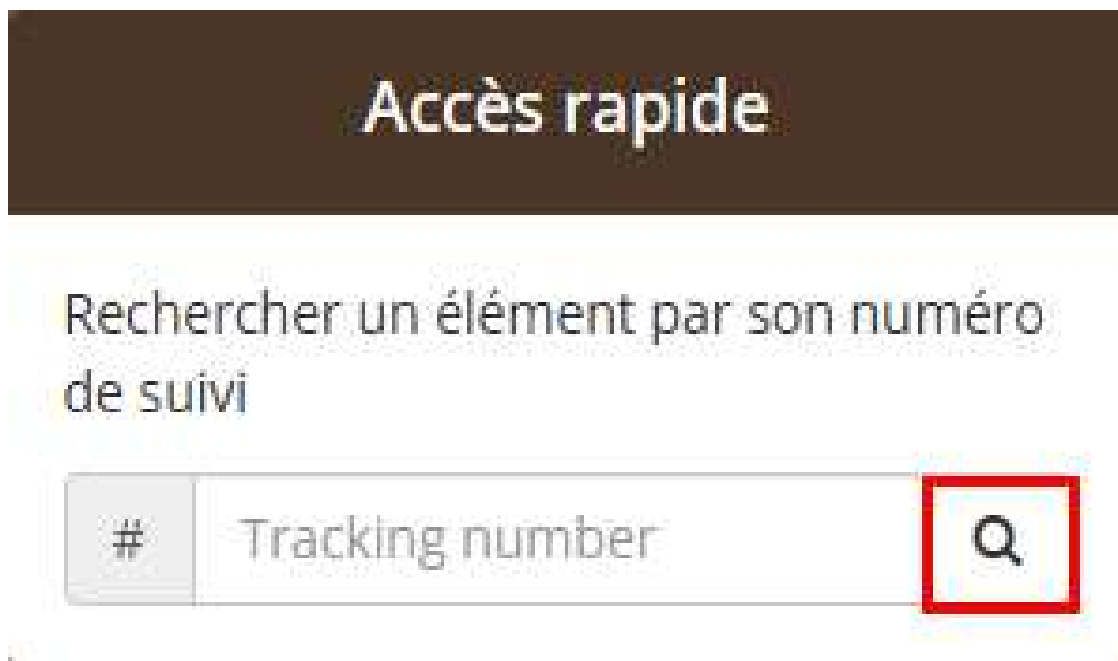 Accès rapide
Rechercher un élément par son numéro
de suivi
# Tracking number